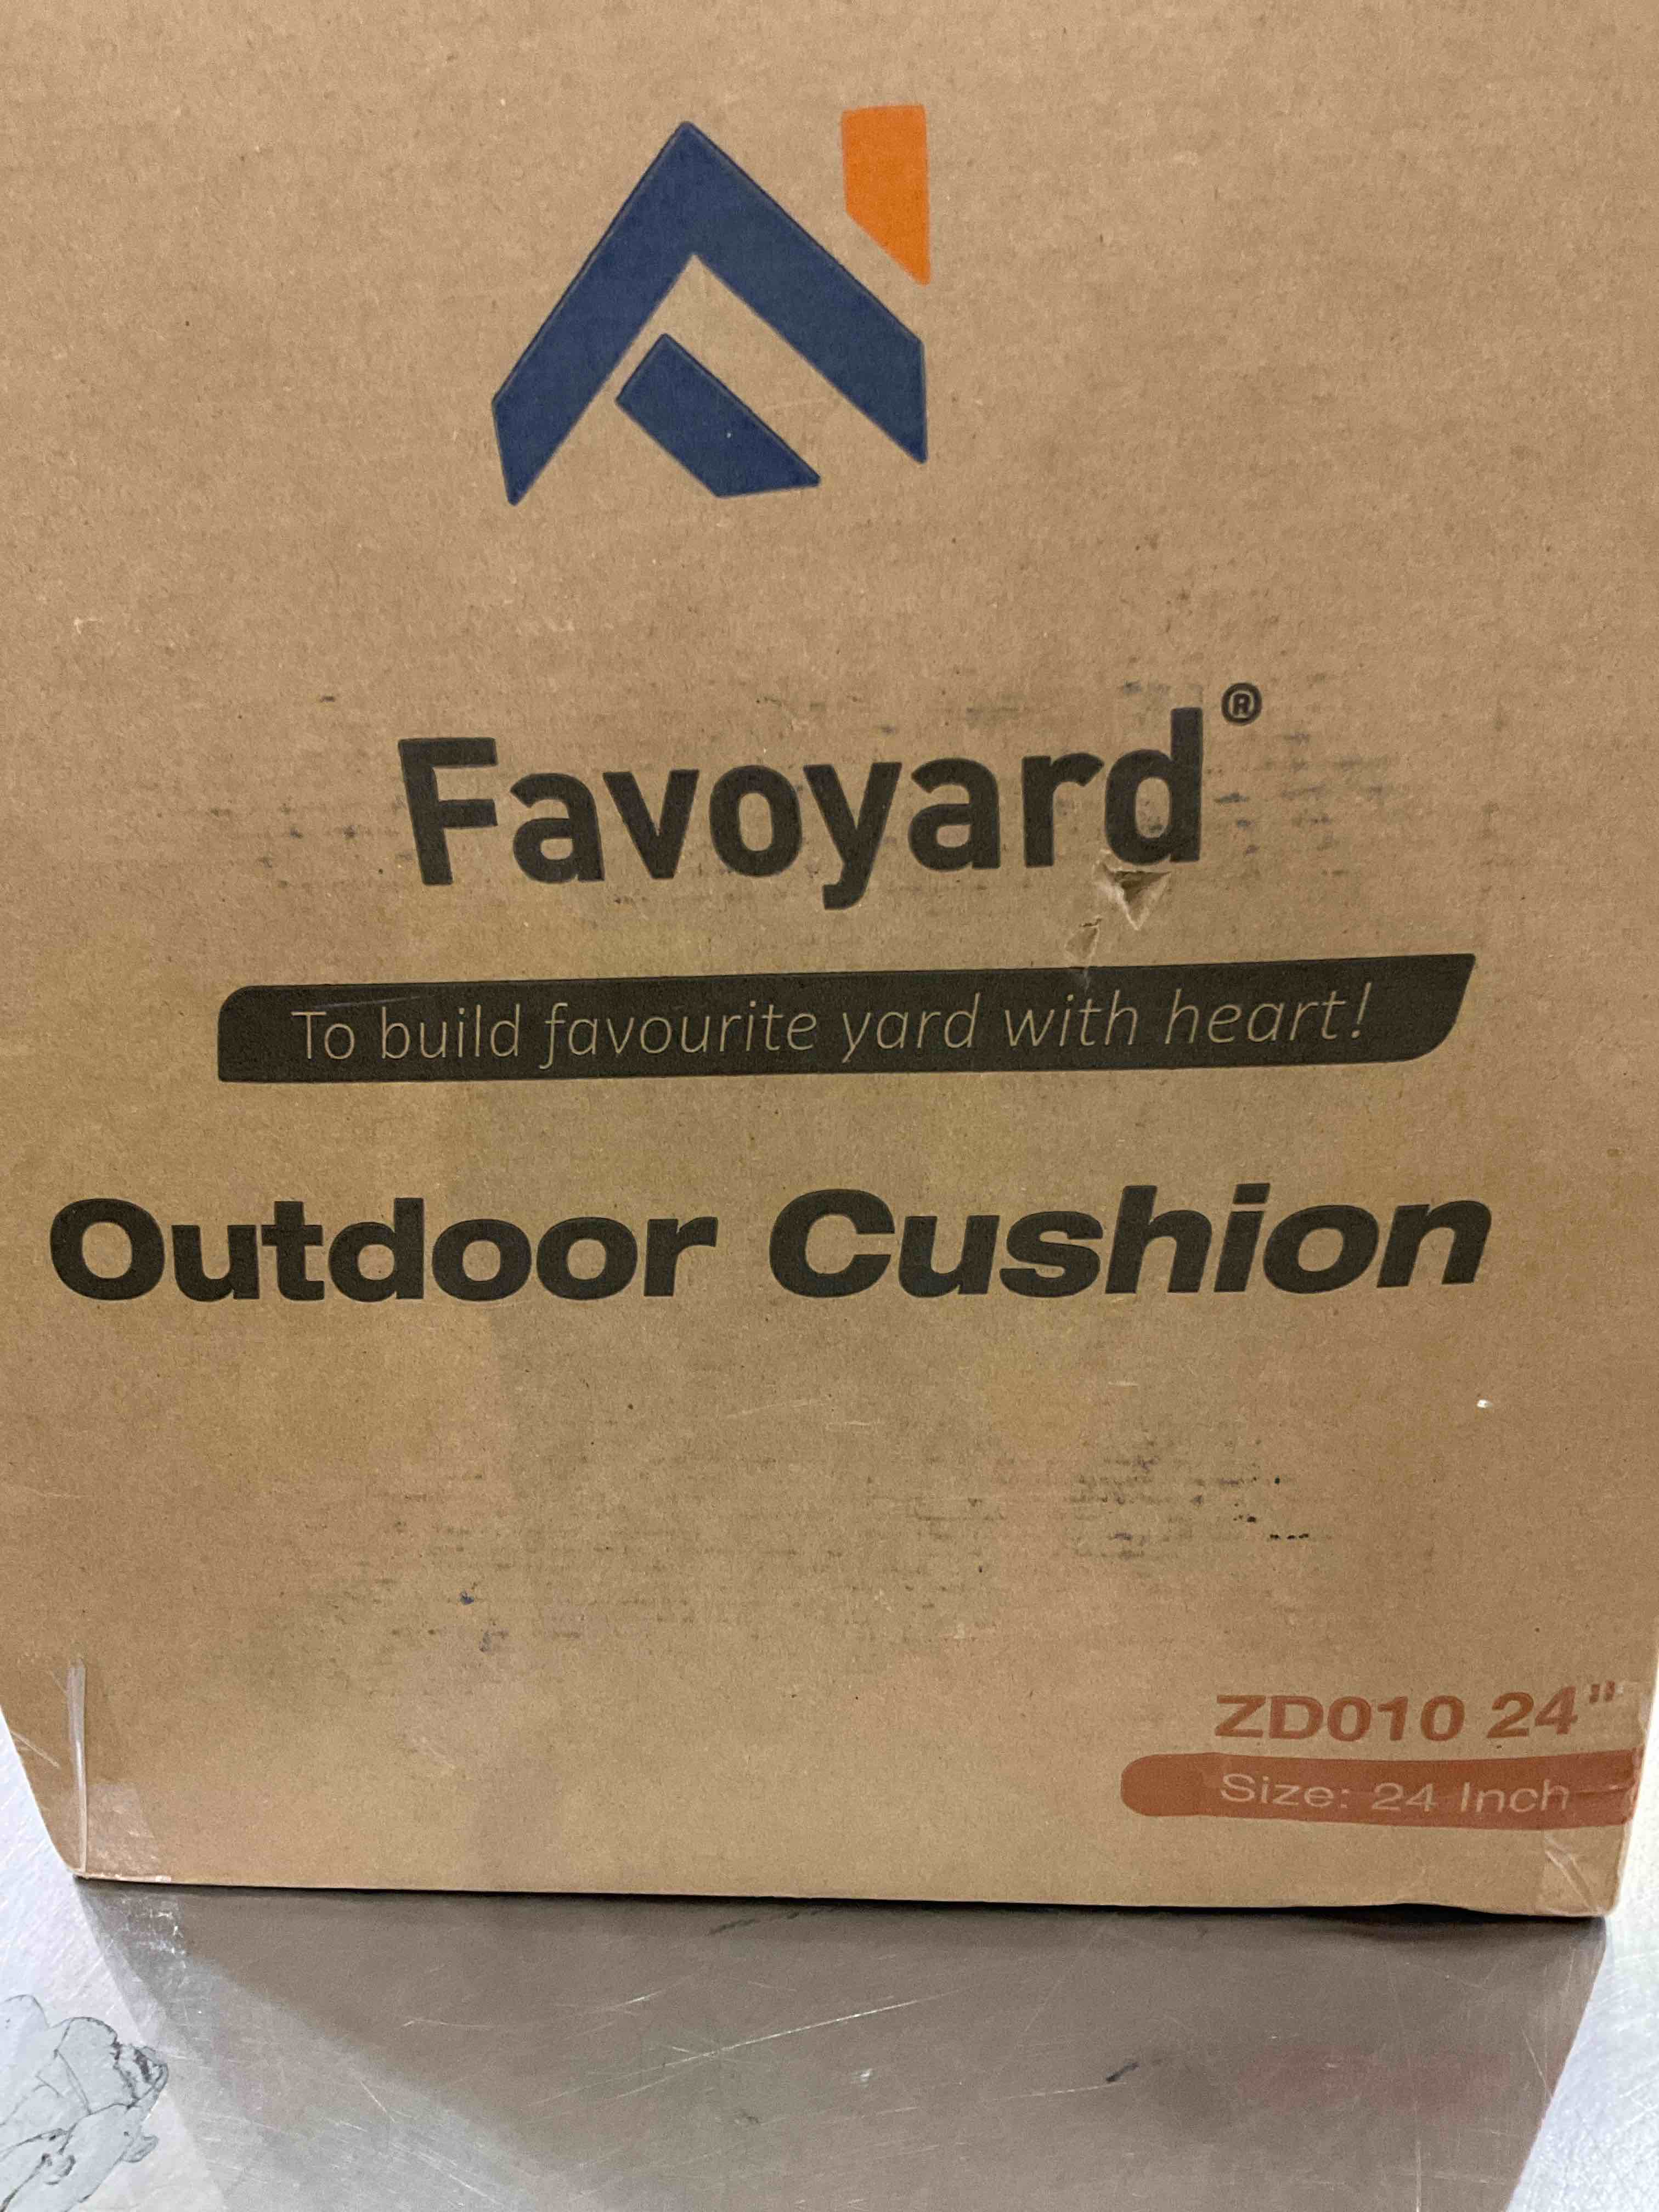 Favoyard®
To build favourite yard with heart!
Outdoor Cushion
ZD010 24"
Size: 24 Inch